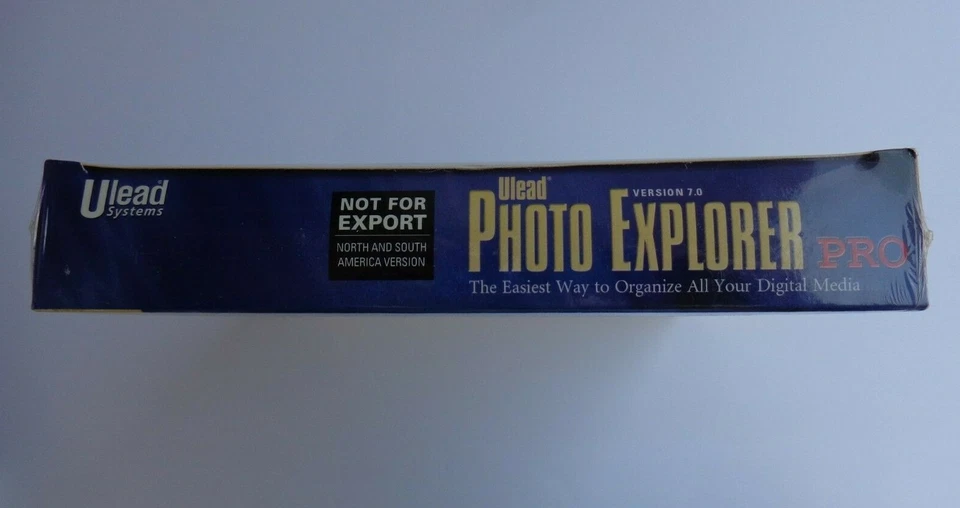 Ulead
Systems
NOT FOR
EXPORT
NORTH AND SOUTH
AMERICA VERSION
Ulead®
VERSION 7.0
PHOTO EXPLORER PRO
The Easiest Way to Organize All Your Digital Media